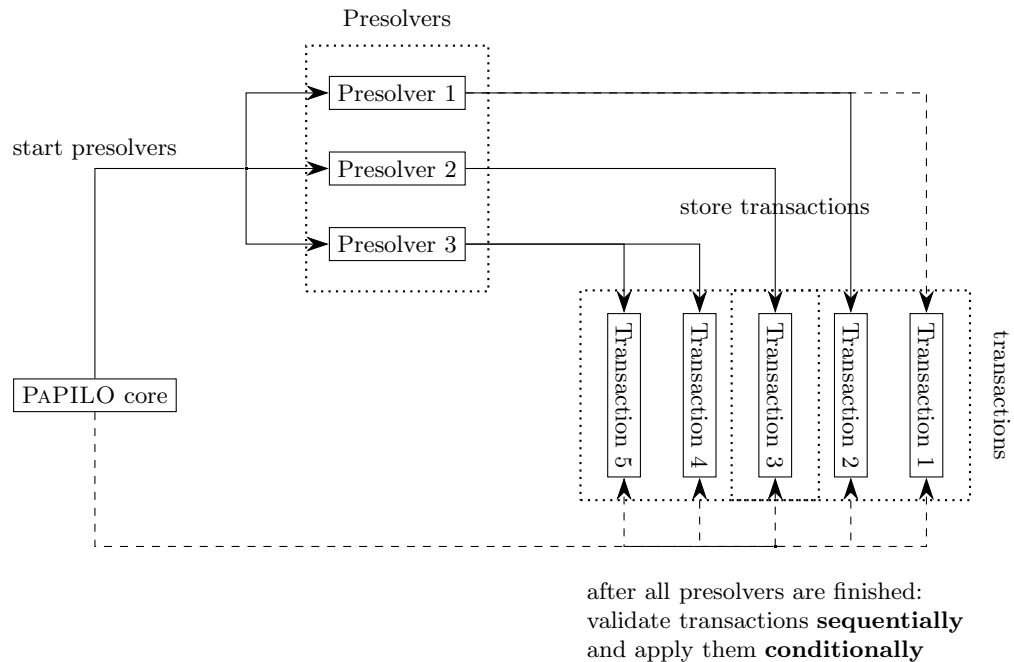 Presolvers
Presolver 1
start presolvers
Presolver 2
store transactions
Presolver 3
Transaction 5
Transaction 4
Transaction 3
Transaction 2
Transaction 1
transactions
PAPILO core
after all presolvers are finished:
validate transactions sequentially
and apply them conditionally